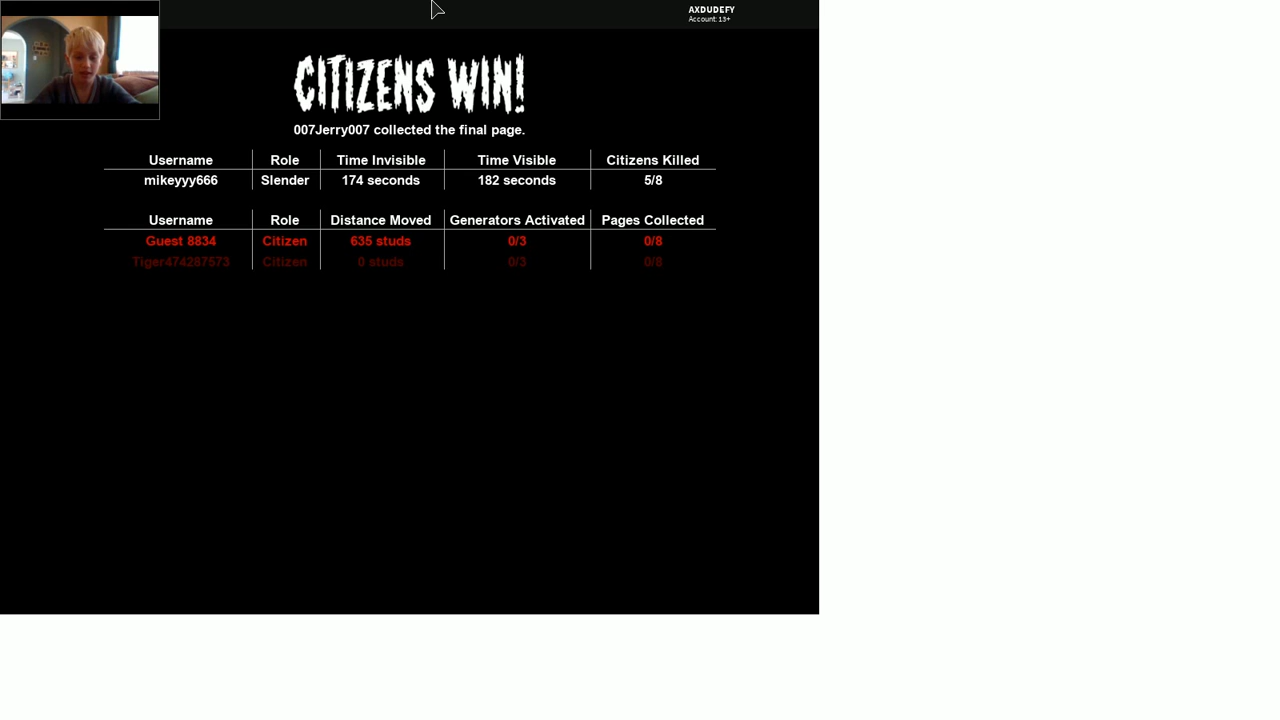 AXDUDEFY
Account: 13+
CITIZENS WIN!
007Jerry007 collected the final page.
Username Role Time Invisible Time Visible Citizens Killed
mikeyyy666 Slender 174 seconds 182 seconds 5/8
Username Role Distance Moved Generators Activated Pages Collected
Guest 8834 Citizen 635 studs 0/3 0/8
Tiger474287573 Citizen 0 studs 0/3 0/8